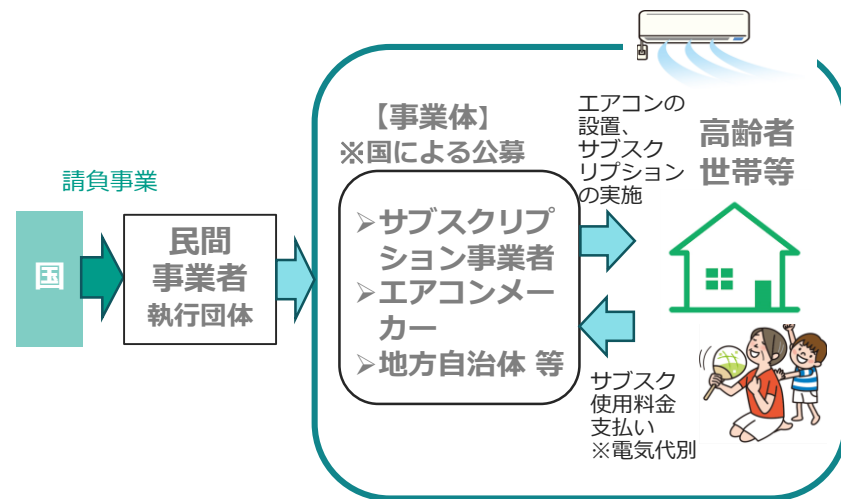 請負事業
国
民間
事業者
執行団体
【事業体】
※国による公募
➢サブスクリプ
ション事業者
➢エアコンメー
カー
➢地方自治体 等
エアコンの
設置、
サブスク
リプション
の実施
高齢者
世帯等
サブスク
使用料金
支払い
※電気代別